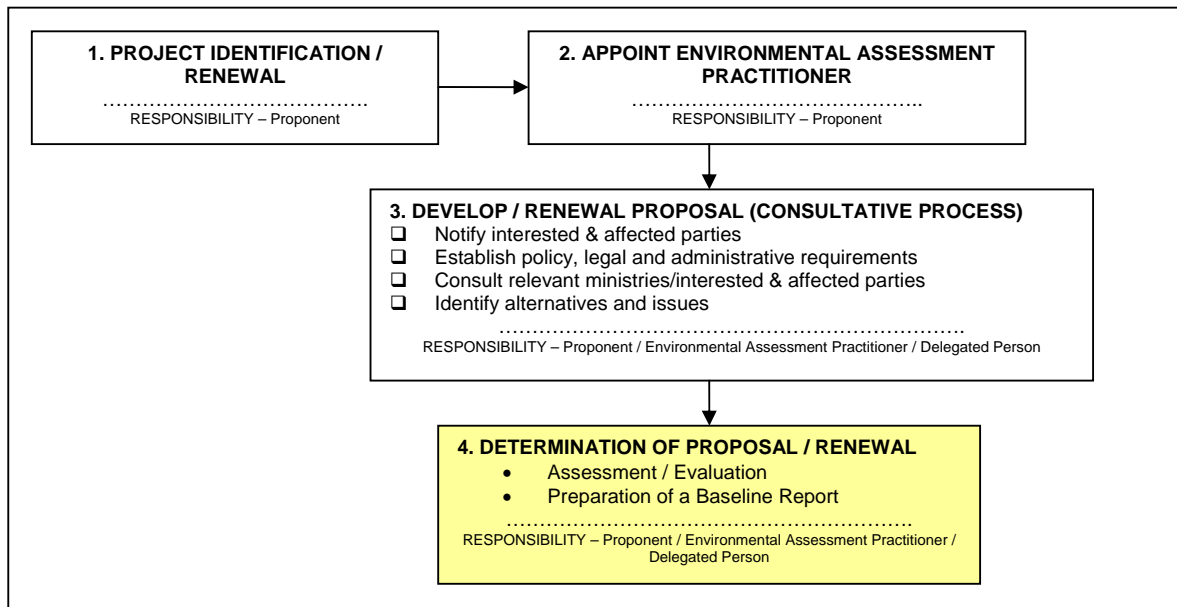 1. PROJECT IDENTIFICATION /
RENEWAL
………………………………….
RESPONSIBILITY – Proponent
2. APPOINT ENVIRONMENTAL ASSESSMENT
PRACTITIONER
……………………………………..
RESPONSIBILITY – Proponent
3. DEVELOP / RENEWAL PROPOSAL (CONSULTATIVE PROCESS)
❑ Notify interested & affected parties
❑ Establish policy, legal and administrative requirements
❑ Consult relevant ministries/interested & affected parties
❑ Identify alternatives and issues
…………………………………………………………….
RESPONSIBILITY – Proponent / Environmental Assessment Practitioner / Delegated Person
4. DETERMINATION OF PROPOSAL / RENEWAL
• Assessment / Evaluation
• Preparation of a Baseline Report
…………………………………………………….
RESPONSIBILITY – Proponent / Environmental Assessment Practitioner /
Delegated Person